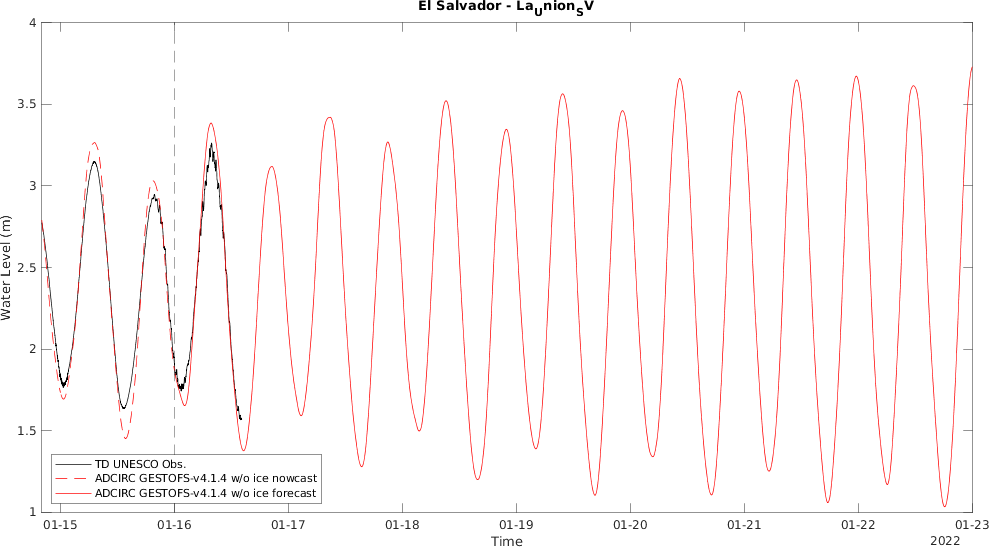 El Salvador - LaUnionSV
4
3.5
3
2.5
2
1.5
1
Water Level (m)
TD UNESCO Obs.
ADCIRC GESTOFS-v4.1.4 w/o ice nowcast
ADCIRC GESTOFS-v4.1.4 w/o ice forecast
01-15 01-16 01-17 01-18 01-19 01-20 01-21 01-22 01-23
Time
2022